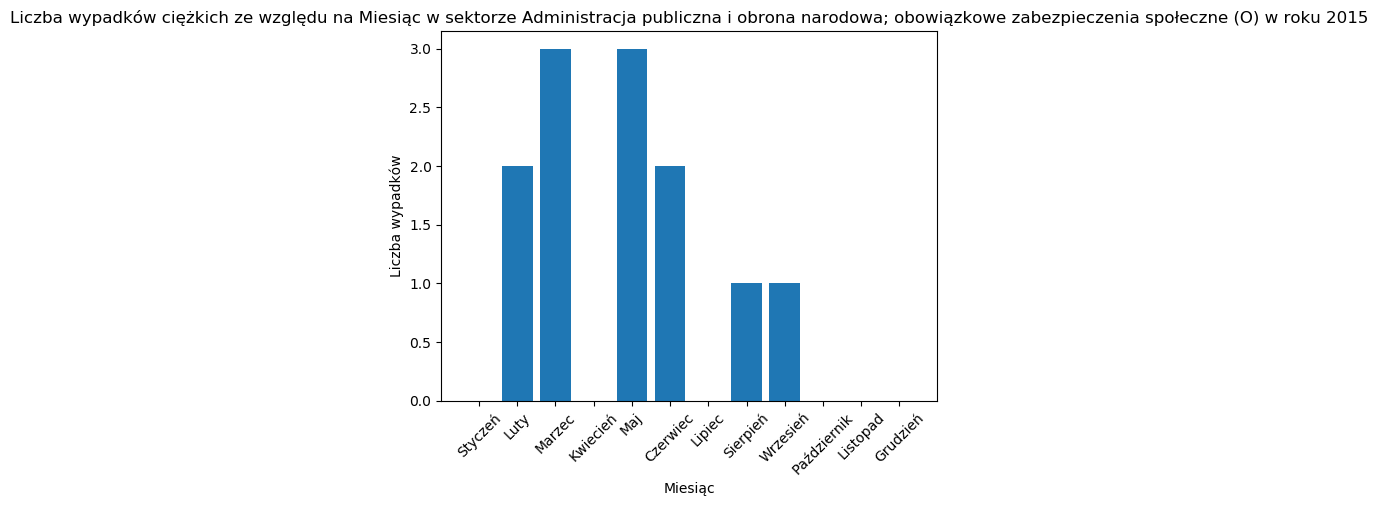 Liczba wypadków ciężkich ze względu na Miesiąc w sektorze Administracja publiczna i obrona narodowa; obowiązkowe zabezpieczenia społeczne (O) w roku 2015
3.0
2.5
2.0
1.5
1.0
0.5
0.0
Liczba wypadków
Styczeń
Luty
Marzec
Kwiecień
Maj
Czerwiec
Lipiec
Sierpień
Wrzesień
Październik
Listopad
Grudzień
Miesiąc